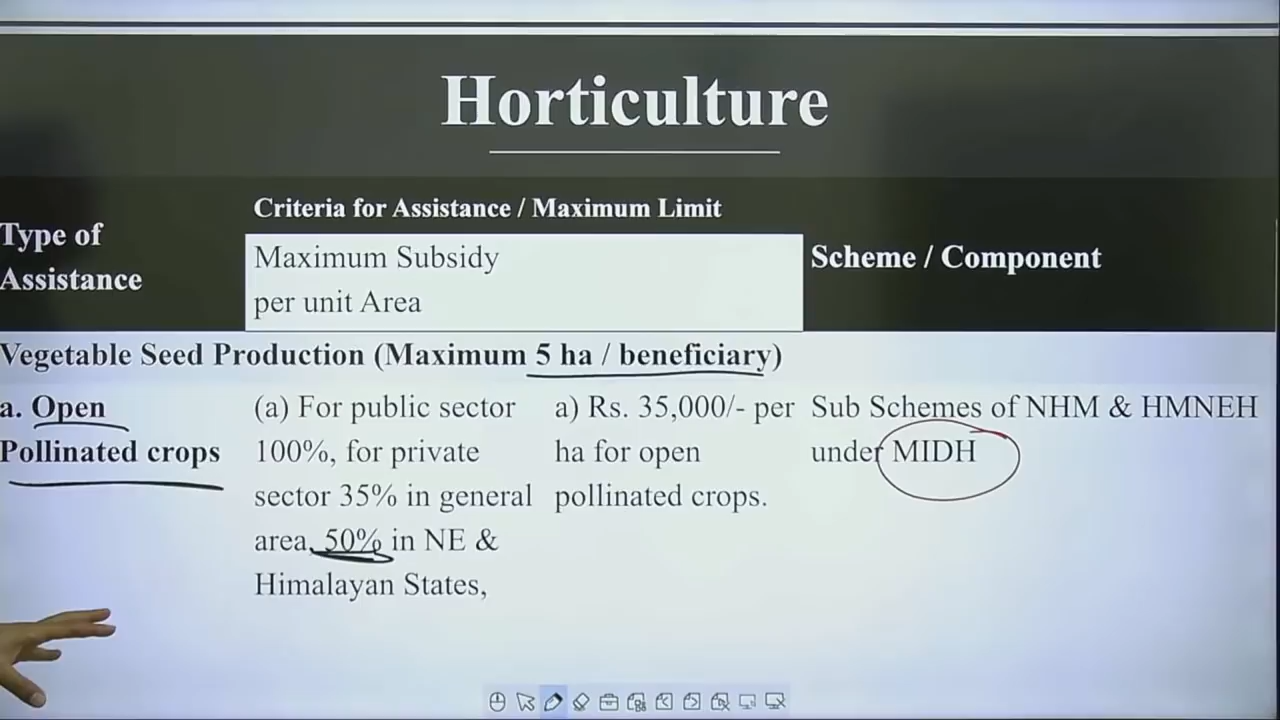 Horticulture
Type of
Assistance
Criteria for Assistance / Maximum Limit
Maximum Subsidy
per unit Area
Scheme / Component
Vegetable Seed Production (Maximum 5 ha / beneficiary)
a. Open
Pollinated crops
(a) For public sector
100%, for private
sector 35% in general
area, 50% in NE &
Himalayan States,
a) Rs. 35,000/- per
ha for open
pollinated crops.
Sub Schemes of NHM & HMNEH
under MIDH